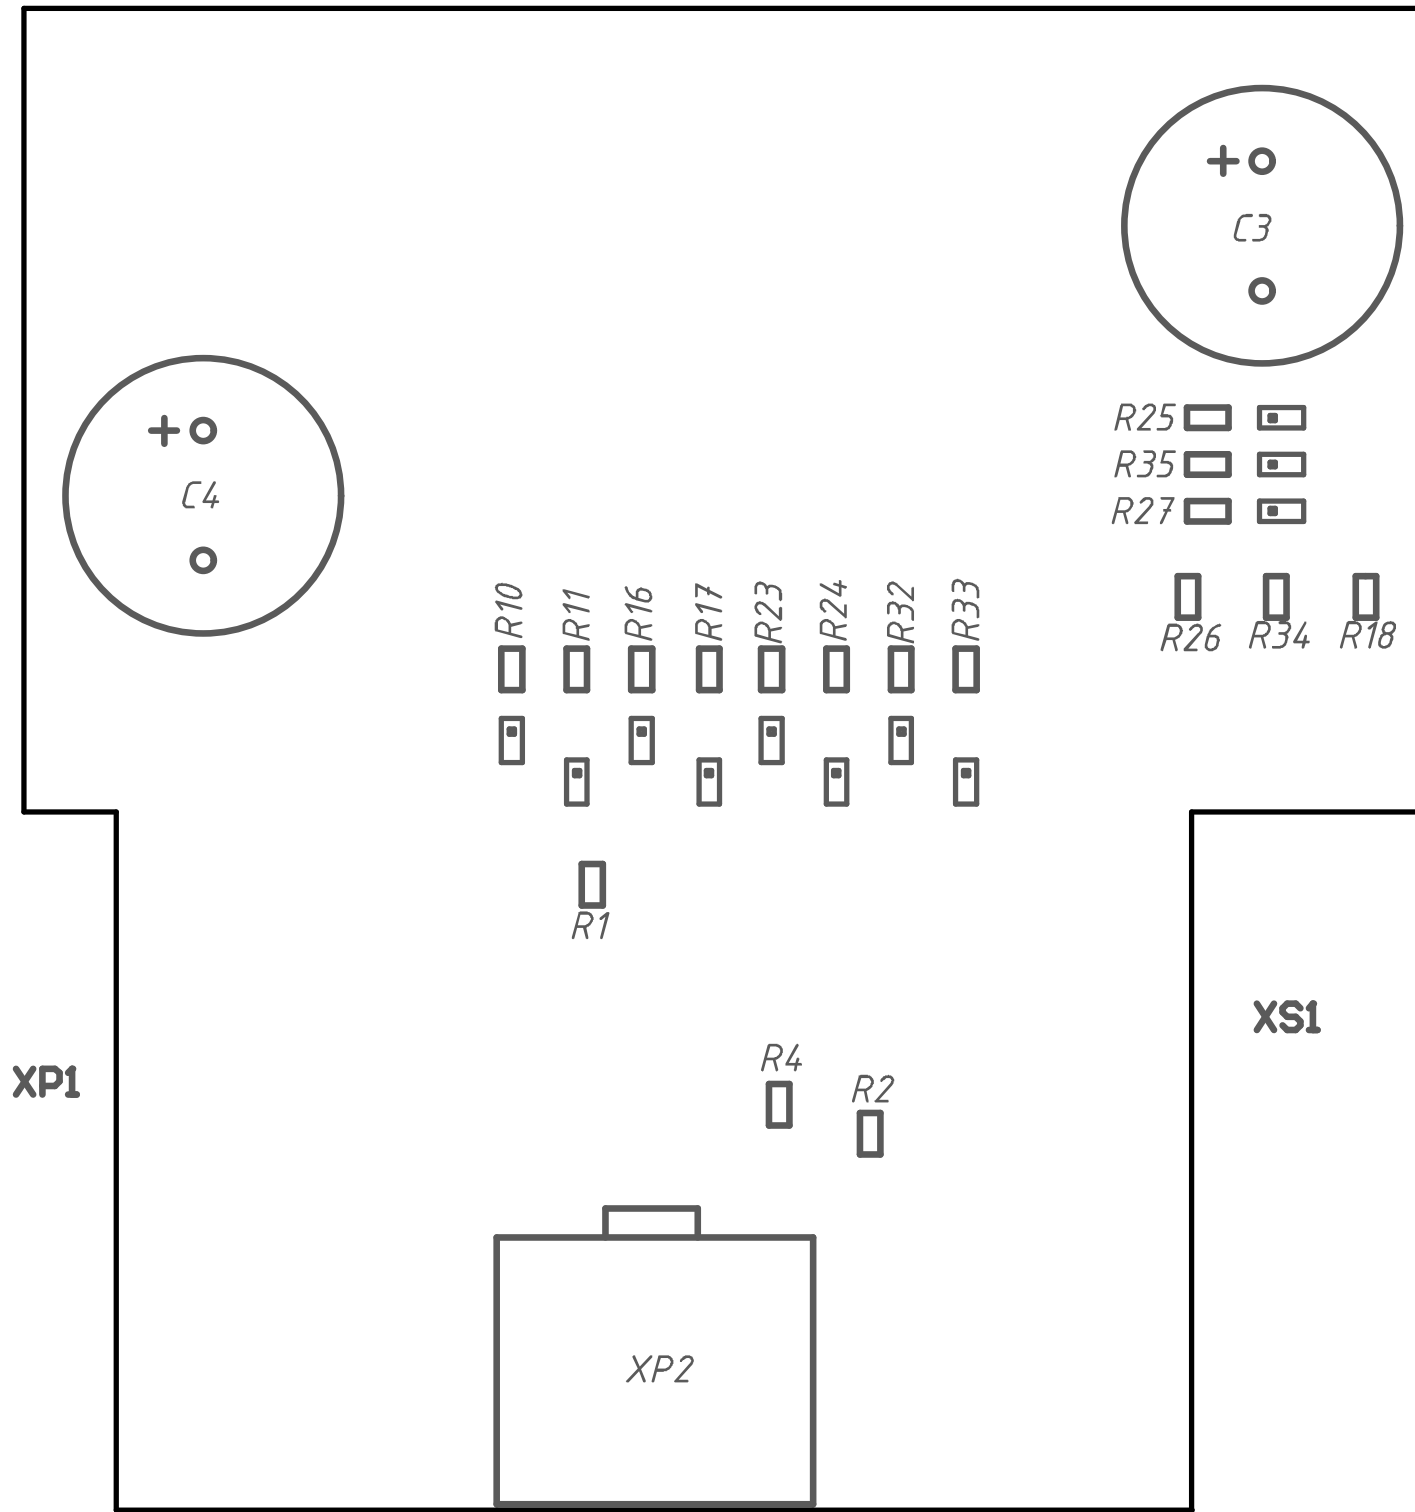 +
C3
R25
R35
+
C4
R27
R10 R11 R16 R17 R23 R24 R32 R33
R26 R34 R18
R1
XS1
R4
XP1
R2
XP2